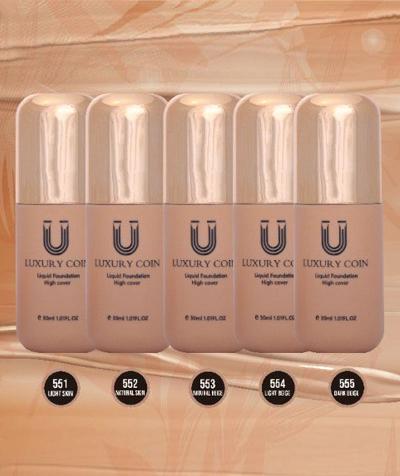 LUXURY COIN
Liquid Foundation
High cover
℮ 30ml 1.01FL.OZ
LUXURY COIN
Liquid Foundation
High cover
℮ 30ml 1.01FL.OZ
LUXURY COIN
Liquid Foundation
High cover
℮ 30ml 1.01FL.OZ
LUXURY COIN
Liquid Foundation
High cover
℮ 30ml 1.01FL.OZ
LUXURY COIN
Liquid Foundation
High cover
℮ 30ml 1.01FL.OZ
551
LIGHT SKIN
552
NATURAL SKIN
553
NATURAL BEIGE
554
LIGHT BEIGE
555
DARK BEIGE